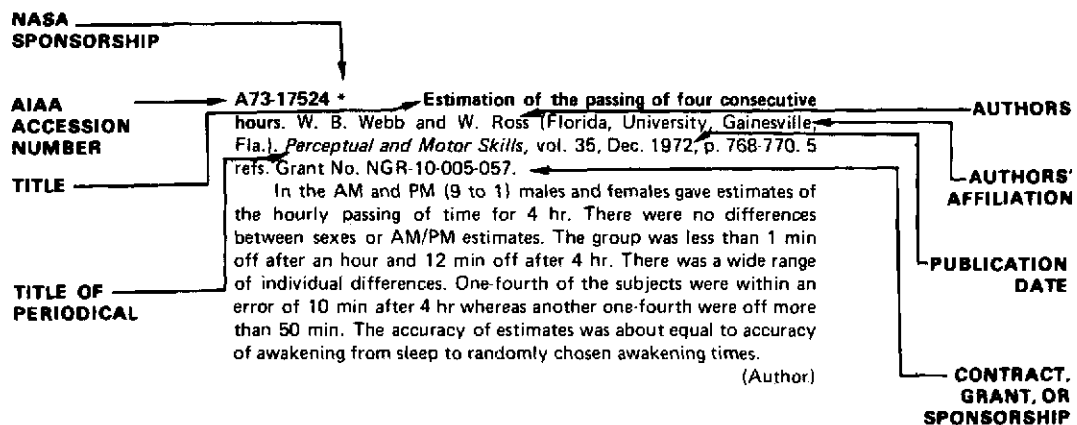 NASA
SPONSORSHIP
AIAA
ACCESSION
NUMBER
TITLE
TITLE OF
PERIODICAL
A73-17524 * Estimation of the passing of four consecutive
hours. W. B. Webb and W. Ross (Florida, University, Gainesville,
Fla.). Perceptual and Motor Skills, vol. 35, Dec. 1972, p. 768-770. 5
refs. Grant No. NGR-10-005-057.
In the AM and PM (9 to 1) males and females gave estimates of
the hourly passing of time for 4 hr. There were no differences
between sexes or AM/PM estimates. The group was less than 1 min
off after an hour and 12 min off after 4 hr. There was a wide range
of individual differences. One-fourth of the subjects were within an
error of 10 min after 4 hr whereas another one-fourth were off more
than 50 min. The accuracy of estimates was about equal to accuracy
of awakening from sleep to randomly chosen awakening times.
(Author)
AUTHORS
AUTHORS'
AFFILIATION
PUBLICATION
DATE
CONTRACT,
GRANT, OR
SPONSORSHIP